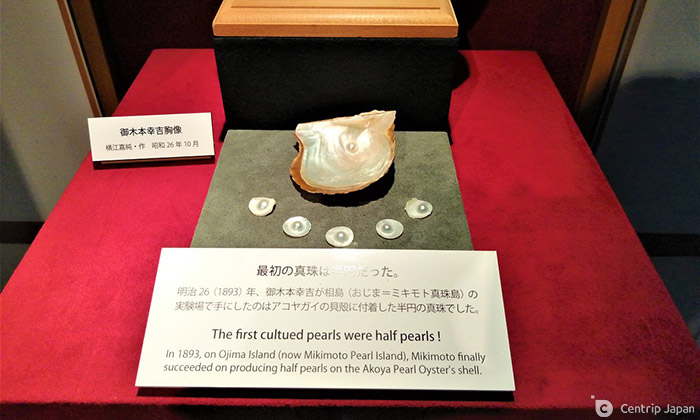 御木本幸吉胸像
横江嘉純・作　昭和26年10月
最初の真珠は半円だった。
明治26（1893）年、御木本幸吉が相島（おじま＝ミキモト真珠島）の
実験場で手にしたのはアコヤガイの貝殻に付着した半円の真珠でした。
The first cultued pearls were half pearls !
In 1893, on Ojima Island (now Mikimoto Pearl Island), Mikimoto finally
succeeded on producing half pearls on the Akoya Pearl Oyster's shell.
Centrip Japan